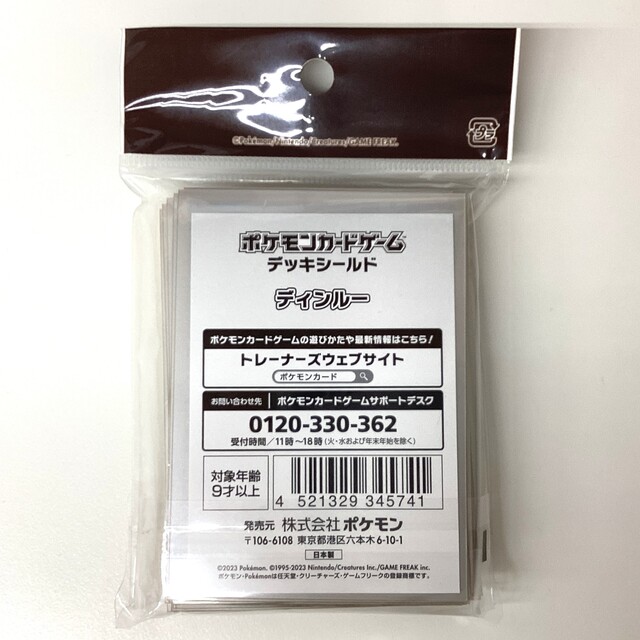 ©Pokémon/Nintendo/Creatures/GAME FREAK.
プラ
ポケモンカードゲーム
デッキシールド
ディンルー
ポケモンカードゲームの遊びかたや最新情報はこちら!
トレーナーズウェブサイト
ポケモンカード
お問い合わせ先 ポケモンカードゲームサポートデスク
0120-330-362
受付時間/11時~18時(火・水および年末年始を除く)
対象年齢
9才以上
4 521329 345741
発売元 株式会社ポケモン
〒106-6108 東京都港区六本木6-10-1
日本製
©2023 Pokémon. ©1995-2023 Nintendo/Creatures Inc./GAME FREAK inc.
ポケモン・Pokémonは任天堂・クリーチャーズ・ゲームフリークの登録商標です。